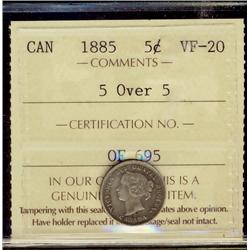 CAN 1885 5¢ VF-20
— COMMENTS —
5 Over 5
— CERTIFICATION NO. —
OE 695
IN OUR THIS IS A
GENUINE ITEM.
Tampering with this seal above opinion.
Have holder replaced if seal/not intact.